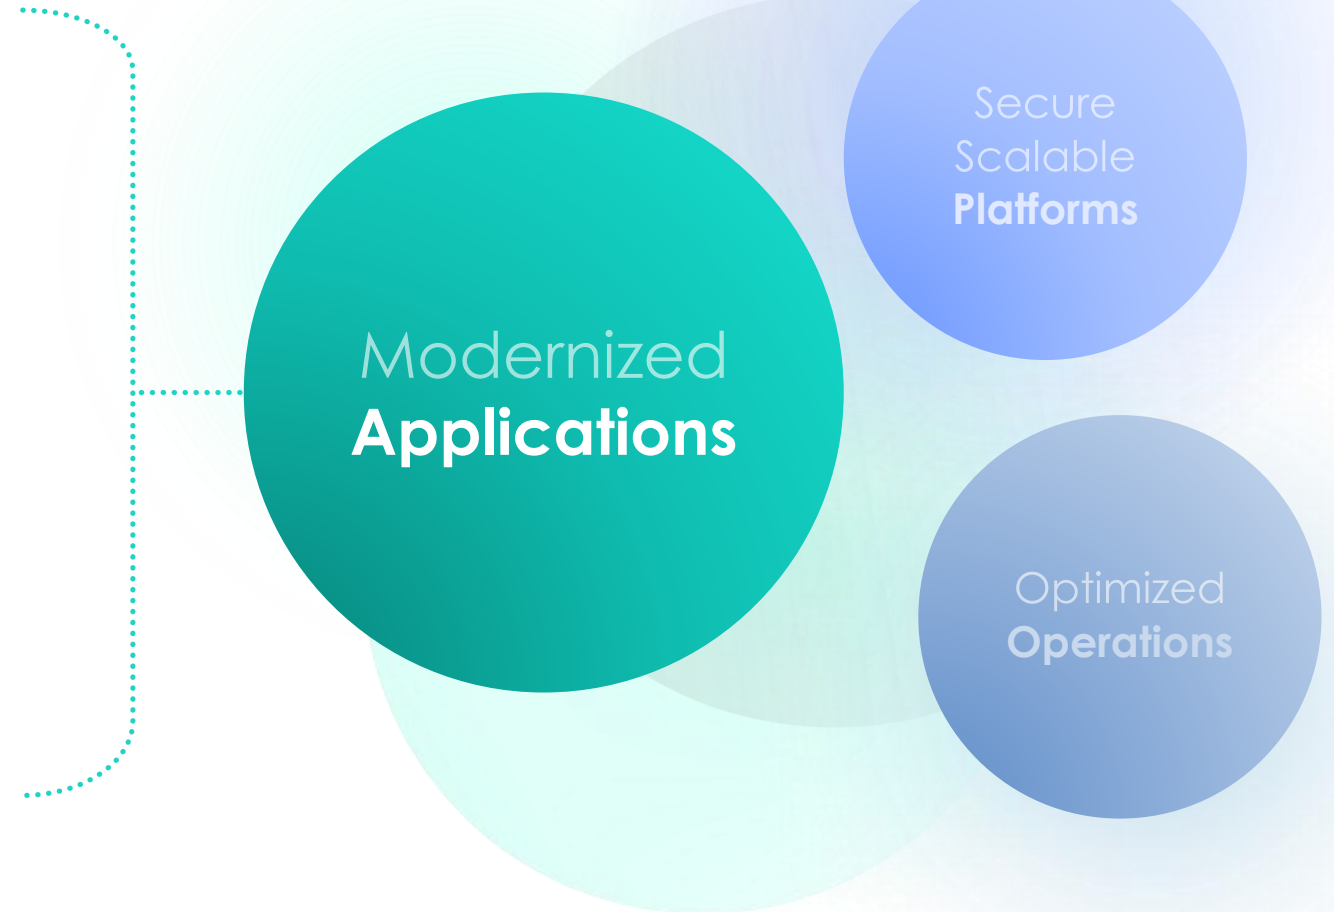 Modernized
Applications
Secure
Scalable
Platforms
Optimized
Operations